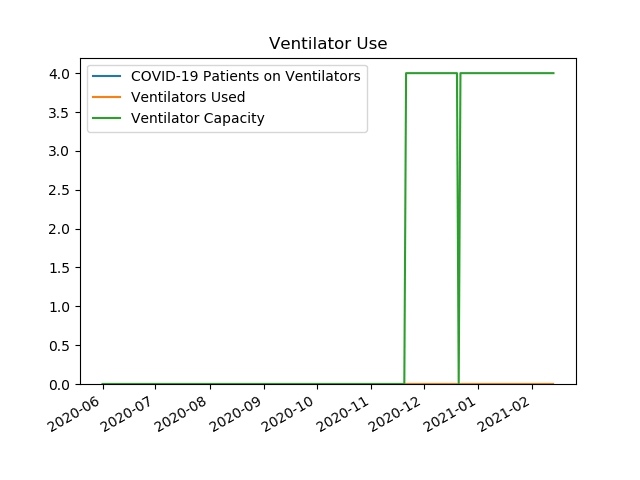 Ventilator Use
COVID-19 Patients on Ventilators
Ventilators Used
Ventilator Capacity
4.0
3.5
3.0
2.5
2.0
1.5
1.0
0.5
0.0
2020-06 2020-07 2020-08 2020-09 2020-10 2020-11 2020-12 2021-01 2021-02